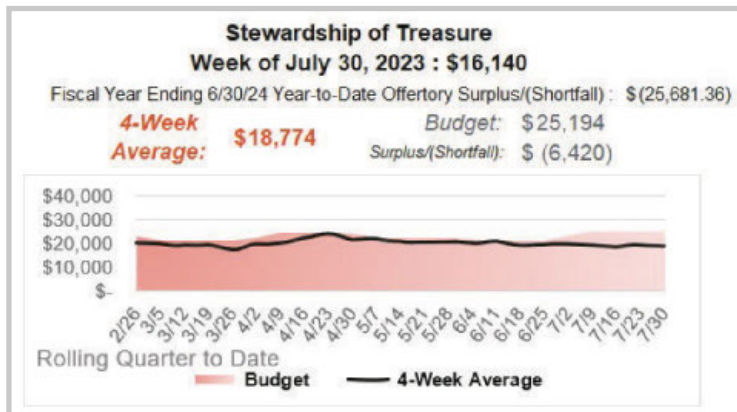 Stewardship of Treasure
Week of July 30, 2023 : $16,140
Fiscal Year Ending 6/30/24 Year-to-Date Offertory Surplus/(Shortfall) : $(25,681.36)
4-Week Average: $18,774
Budget: $25,194
Surplus/(Shortfall): $ (6,420)
$40,000
$30,000
$20,000
$10,000
$-
2/26 3/5 3/12 3/19 3/26 4/2 4/9 4/16 4/23 4/30 5/7 5/14 5/21 5/28 6/4 6/11 6/18 6/25 7/2 7/9 7/16 7/23 7/30
Rolling Quarter to Date
Budget 4-Week Average